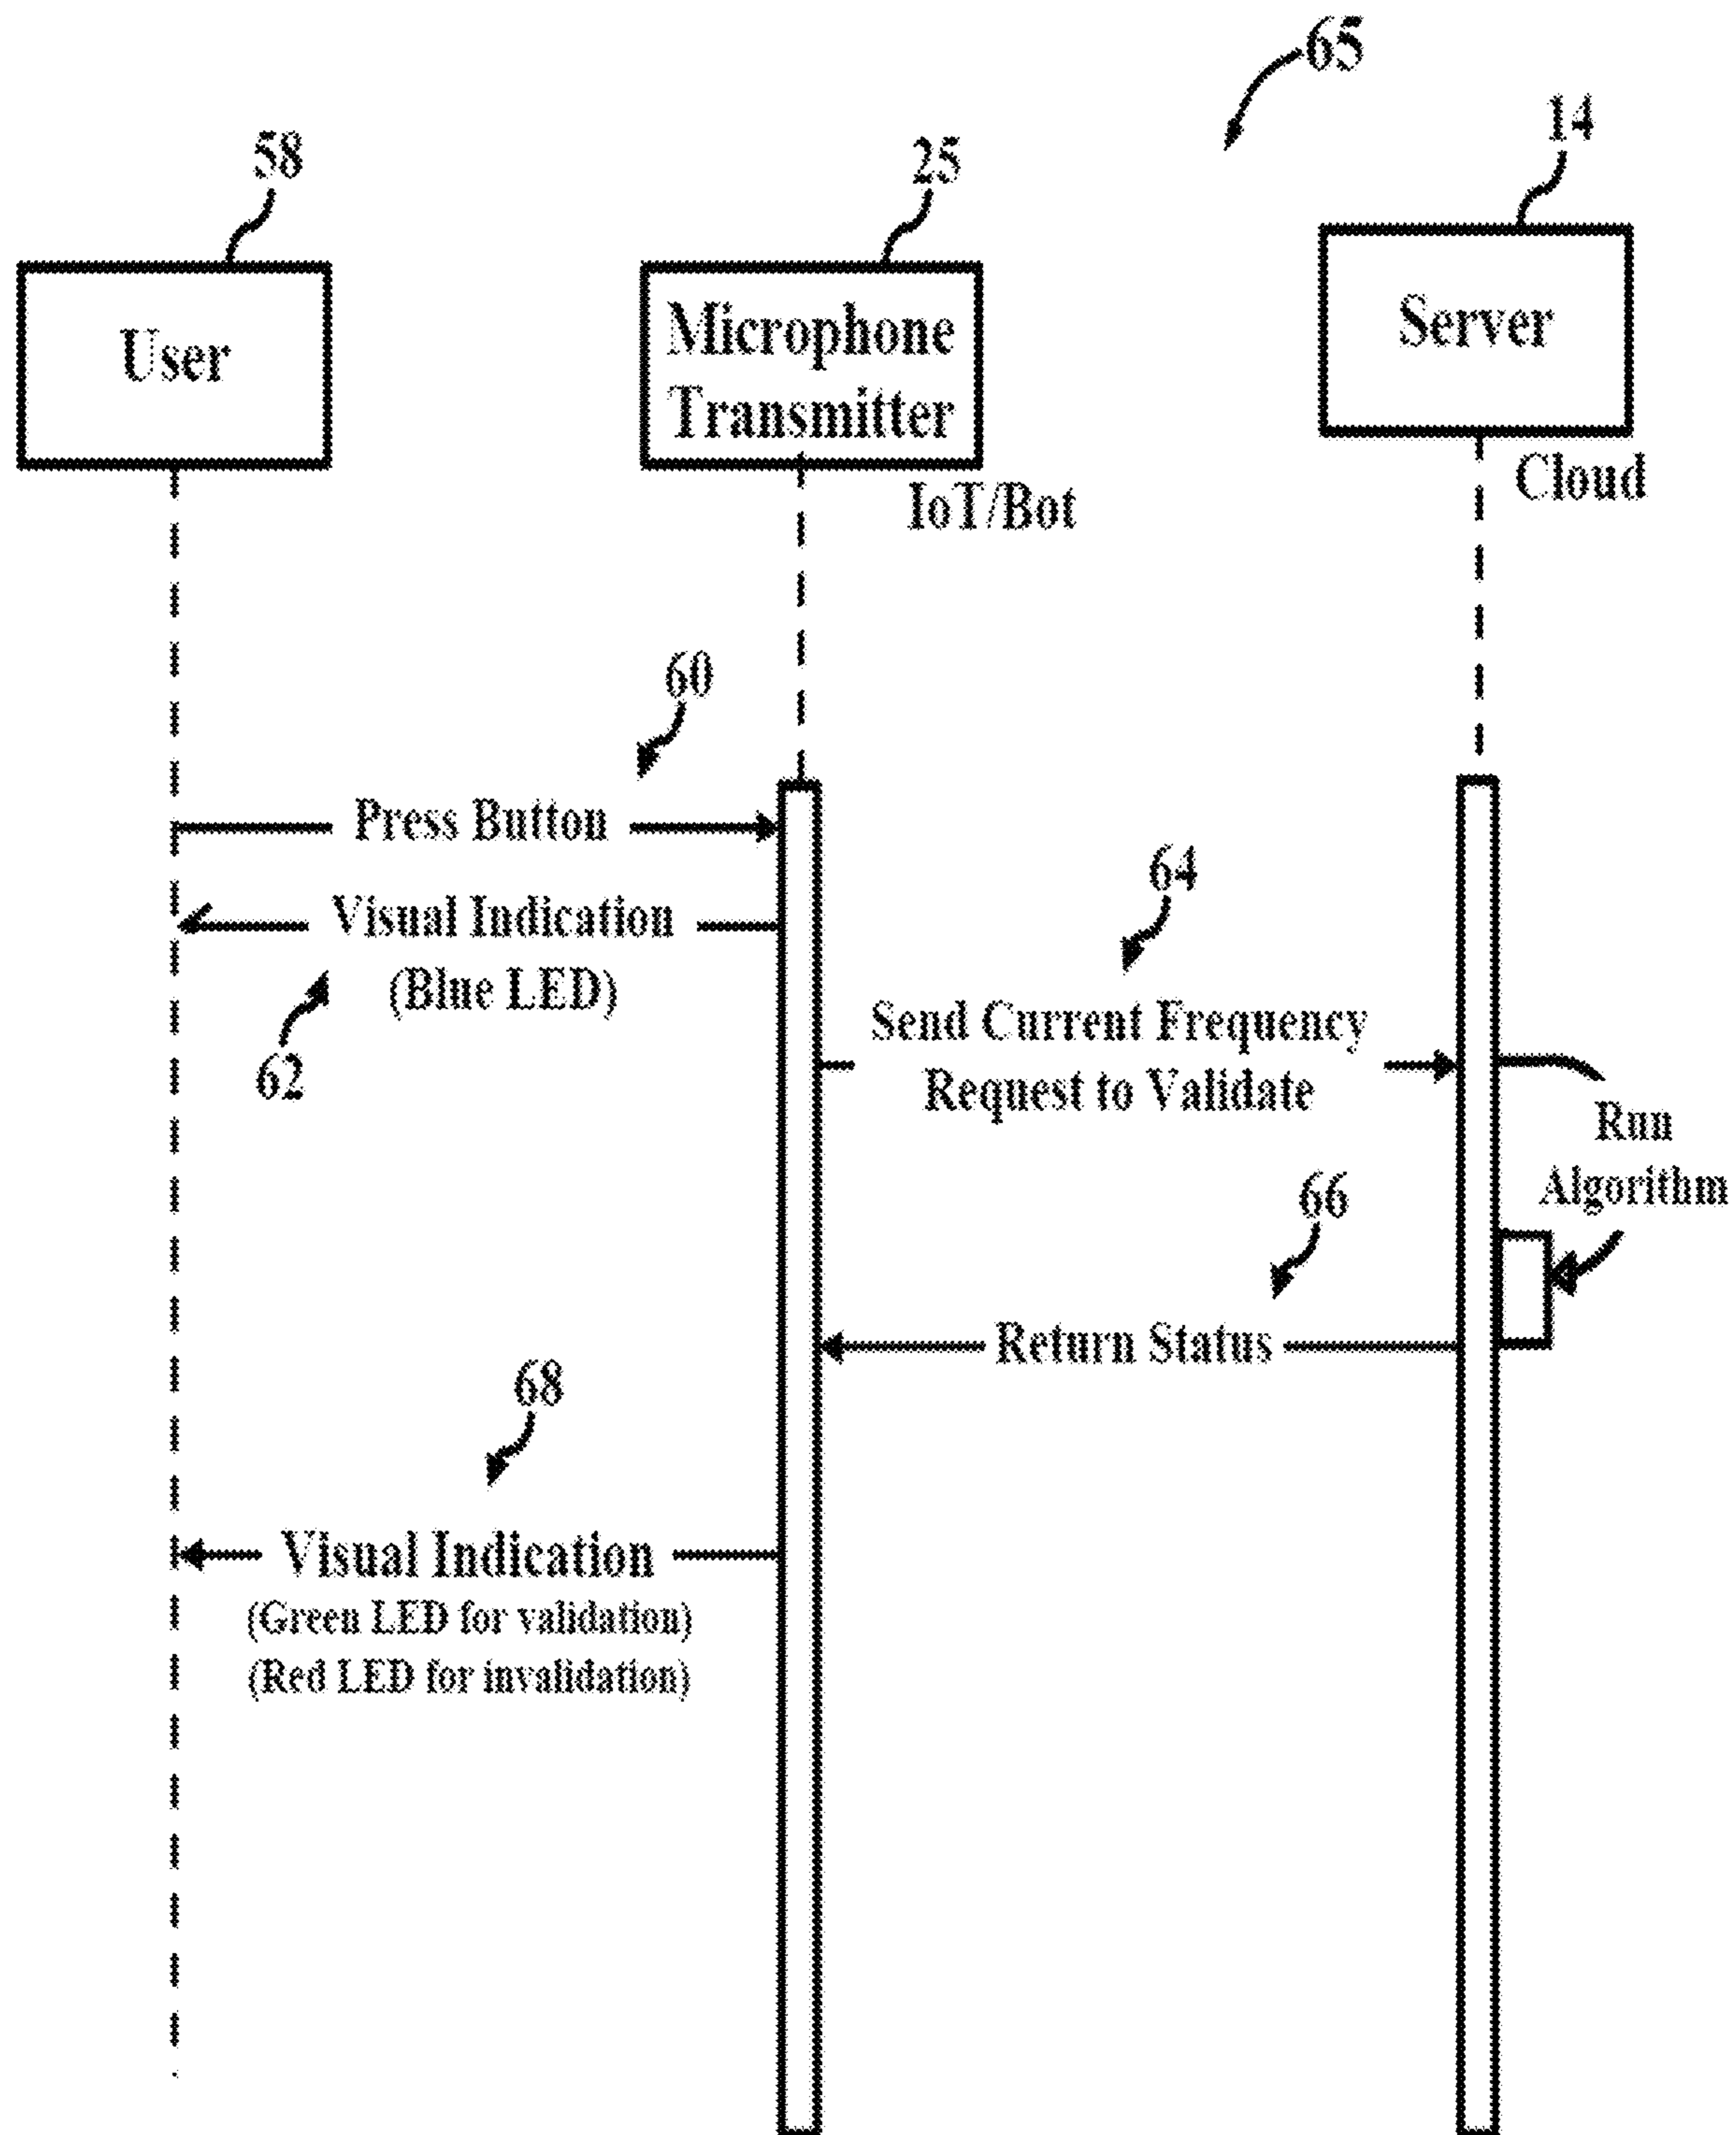 65
58
25
14
User
Microphone
Transmitter
Server
IoT/Bot
Cloud
60
Press Button
Visual Indication
(Blue LED)
62
64
Send Current Frequency
Request to Validate
Run
Algorithm
66
Return Status
68
Visual Indication
(Green LED for validation)
(Red LED for invalidation)